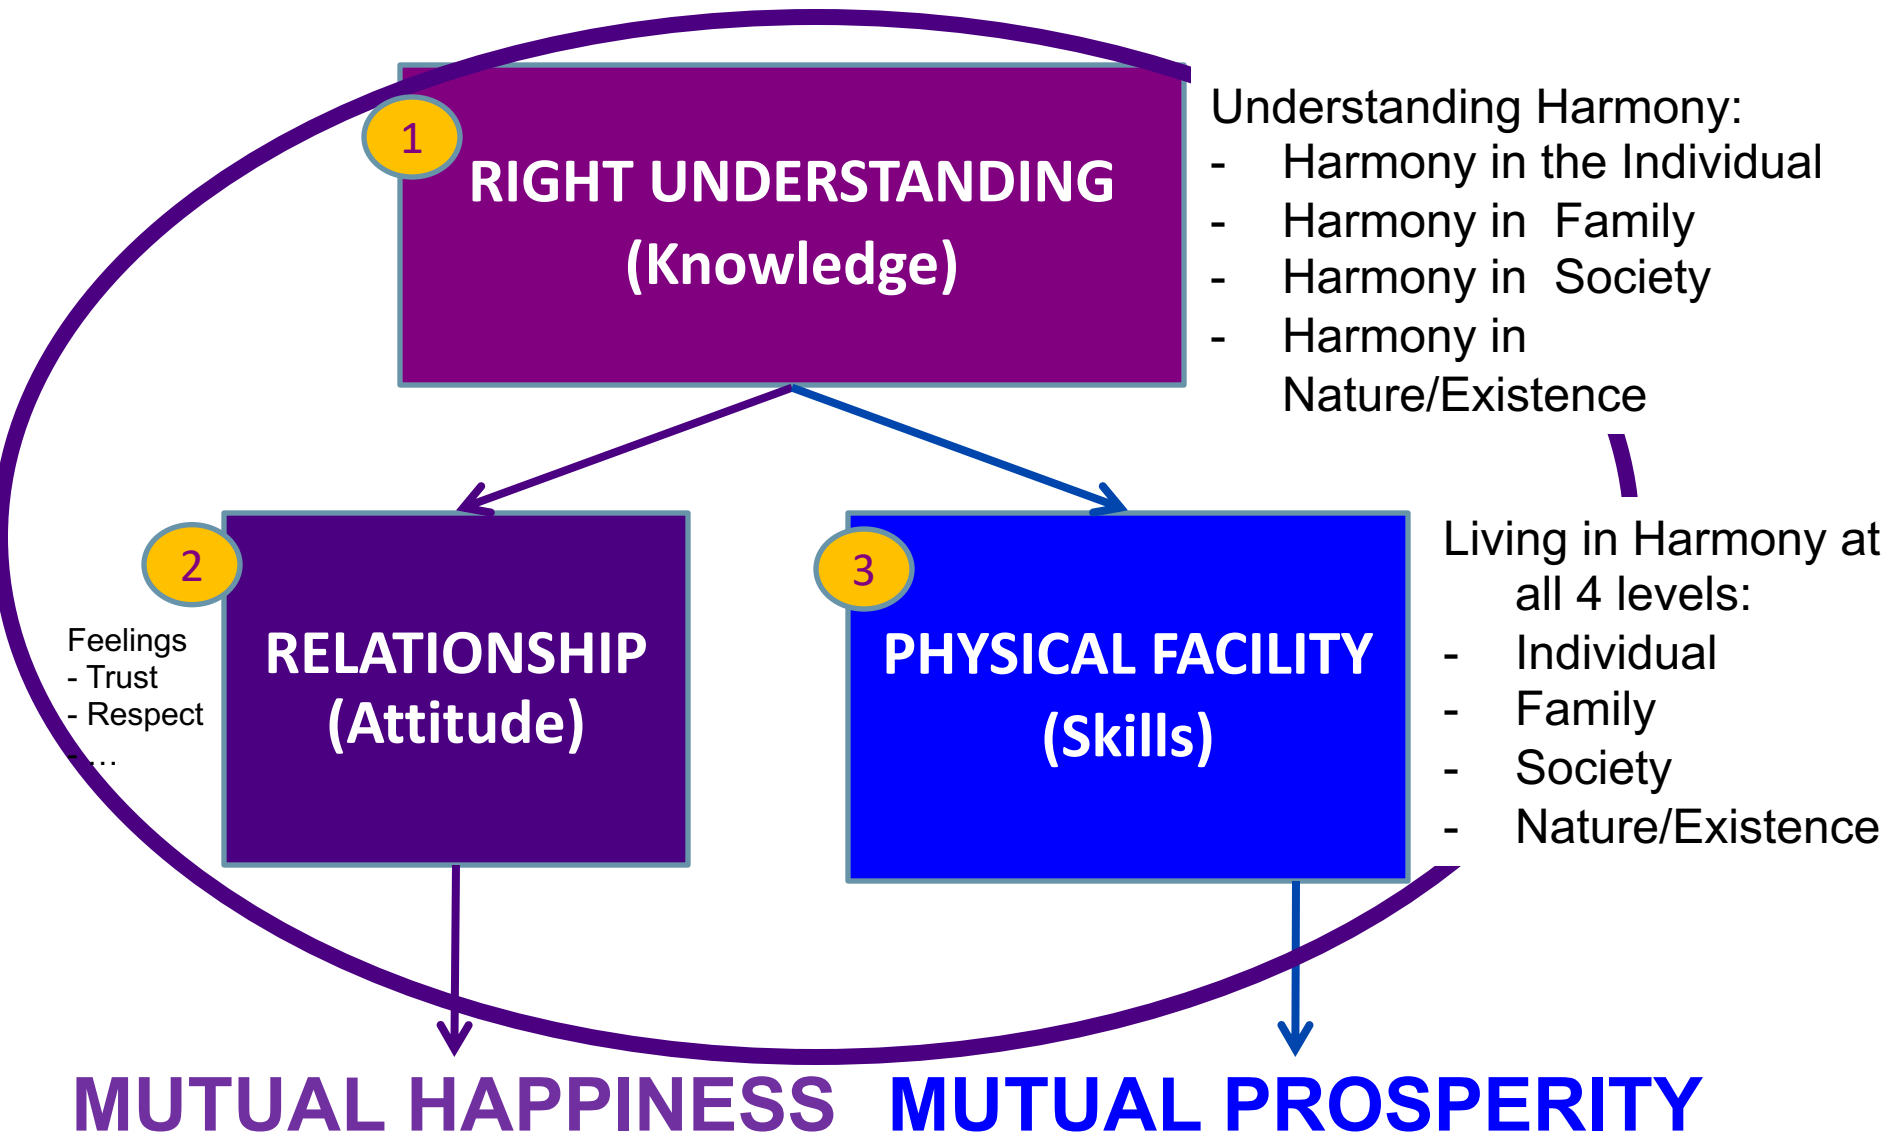 1
RIGHT UNDERSTANDING
(Knowledge)
Understanding Harmony:
- Harmony in the Individual
- Harmony in Family
- Harmony in Society
- Harmony in
Nature/Existence
2
Feelings
- Trust
- Respect
- ...
RELATIONSHIP
(Attitude)
3
PHYSICAL FACILITY
(Skills)
Living in Harmony at
all 4 levels:
- Individual
- Family
- Society
- Nature/Existence
MUTUAL HAPPINESS
MUTUAL PROSPERITY